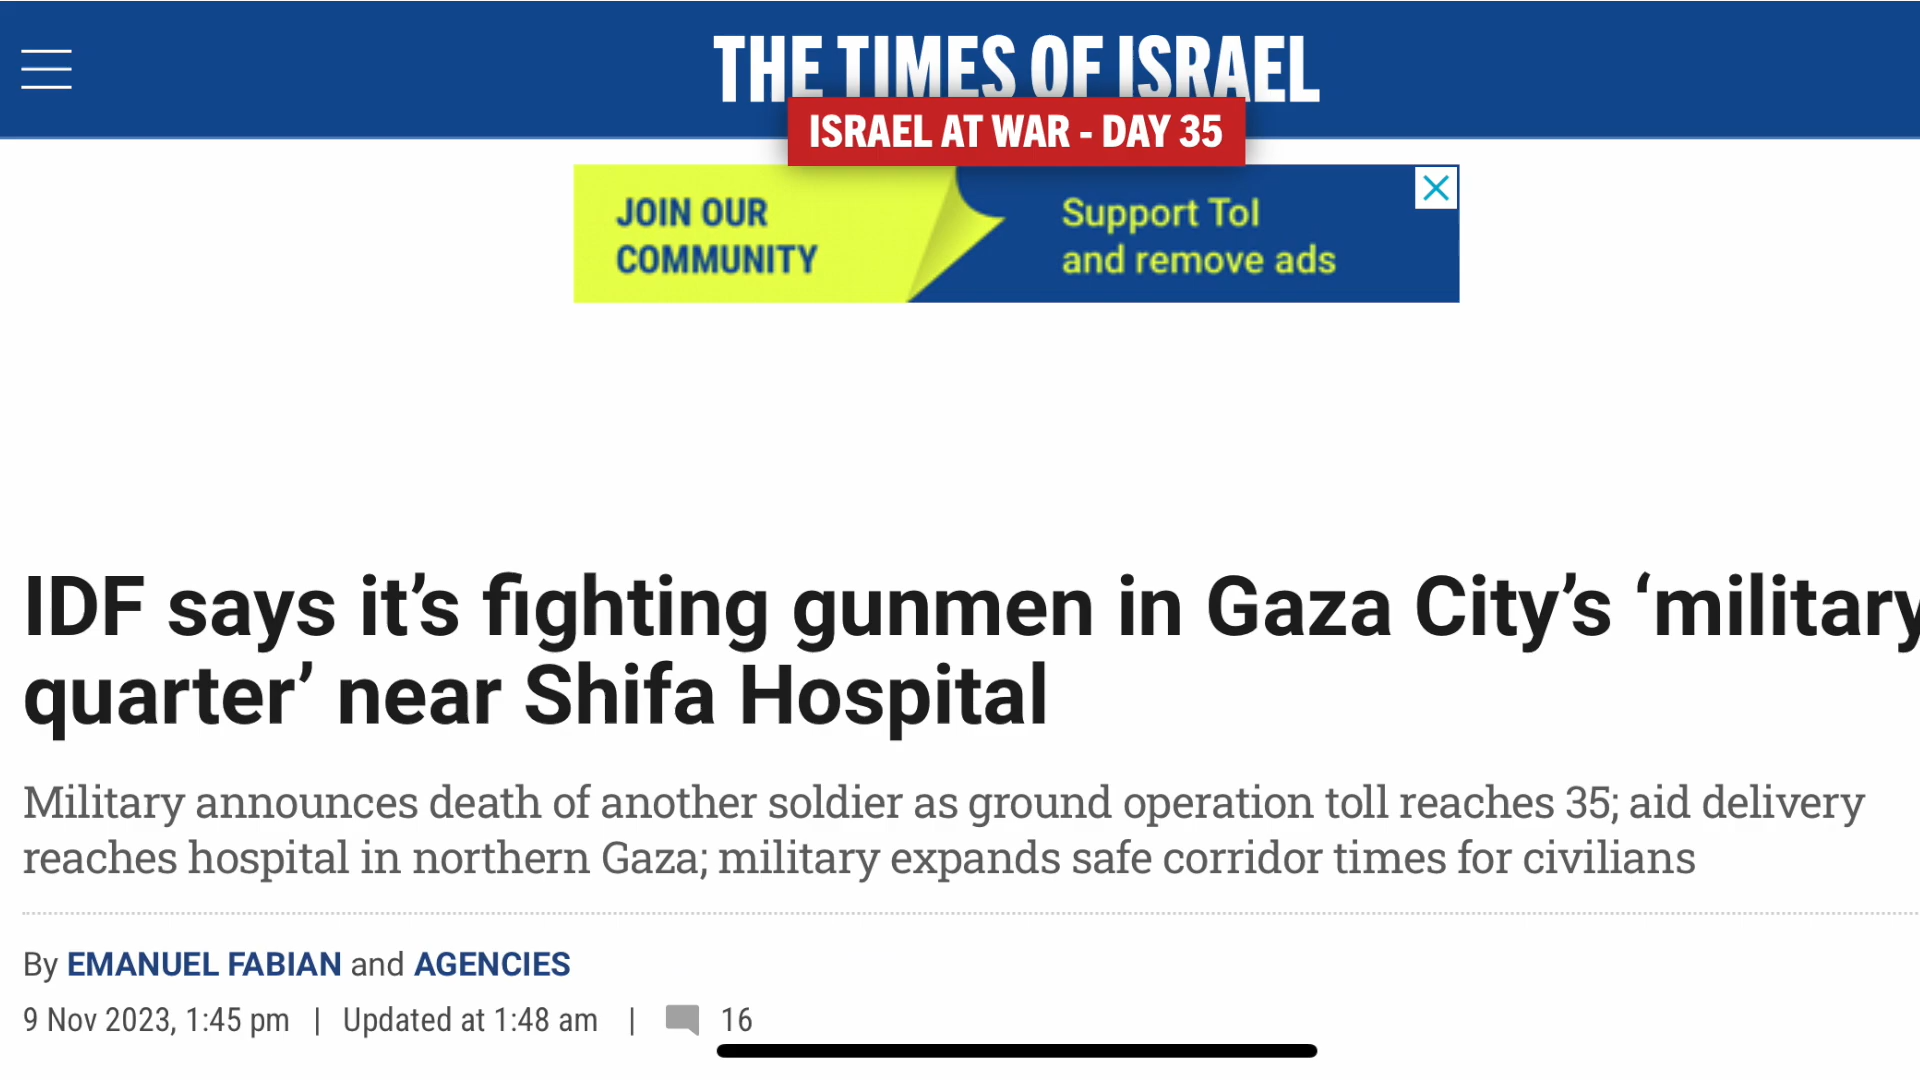 THE TIMES OF ISRAEL
ISRAEL AT WAR - DAY 35
JOIN OUR
COMMUNITY
Support ToI
and remove ads
IDF says it’s fighting gunmen in Gaza City’s ‘military
quarter’ near Shifa Hospital
Military announces death of another soldier as ground operation toll reaches 35; aid delivery
reaches hospital in northern Gaza; military expands safe corridor times for civilians
By EMANUEL FABIAN and AGENCIES
9 Nov 2023, 1:45 pm | Updated at 1:48 am | 16